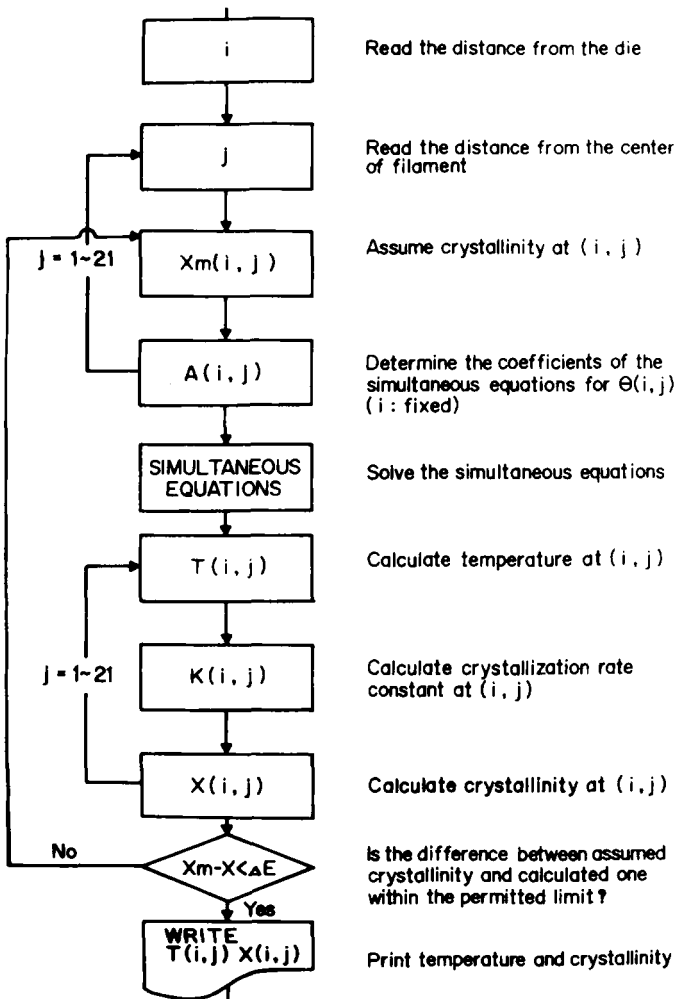 i
Read the distance from the die
j
Read the distance from the center
of filament
j = 1~21
Xm(i, j)
Assume crystallinity at (i, j)
A(i, j)
Determine the coefficients of the
simultaneous equations for Θ(i,j)
(i : fixed)
SIMULTANEOUS
EQUATIONS
Solve the simultaneous equations
T(i, j)
Calculate temperature at (i, j)
j = 1~21
K(i, j)
Calculate crystallization rate
constant at (i, j)
X(i, j)
Calculate crystallinity at (i,j)
No
Xm-X<△E
Is the difference between assumed
crystallinity and calculated one
within the permitted limit?
Yes
WRITE
T(i,j) X(i,j)
Print temperature and crystallinity